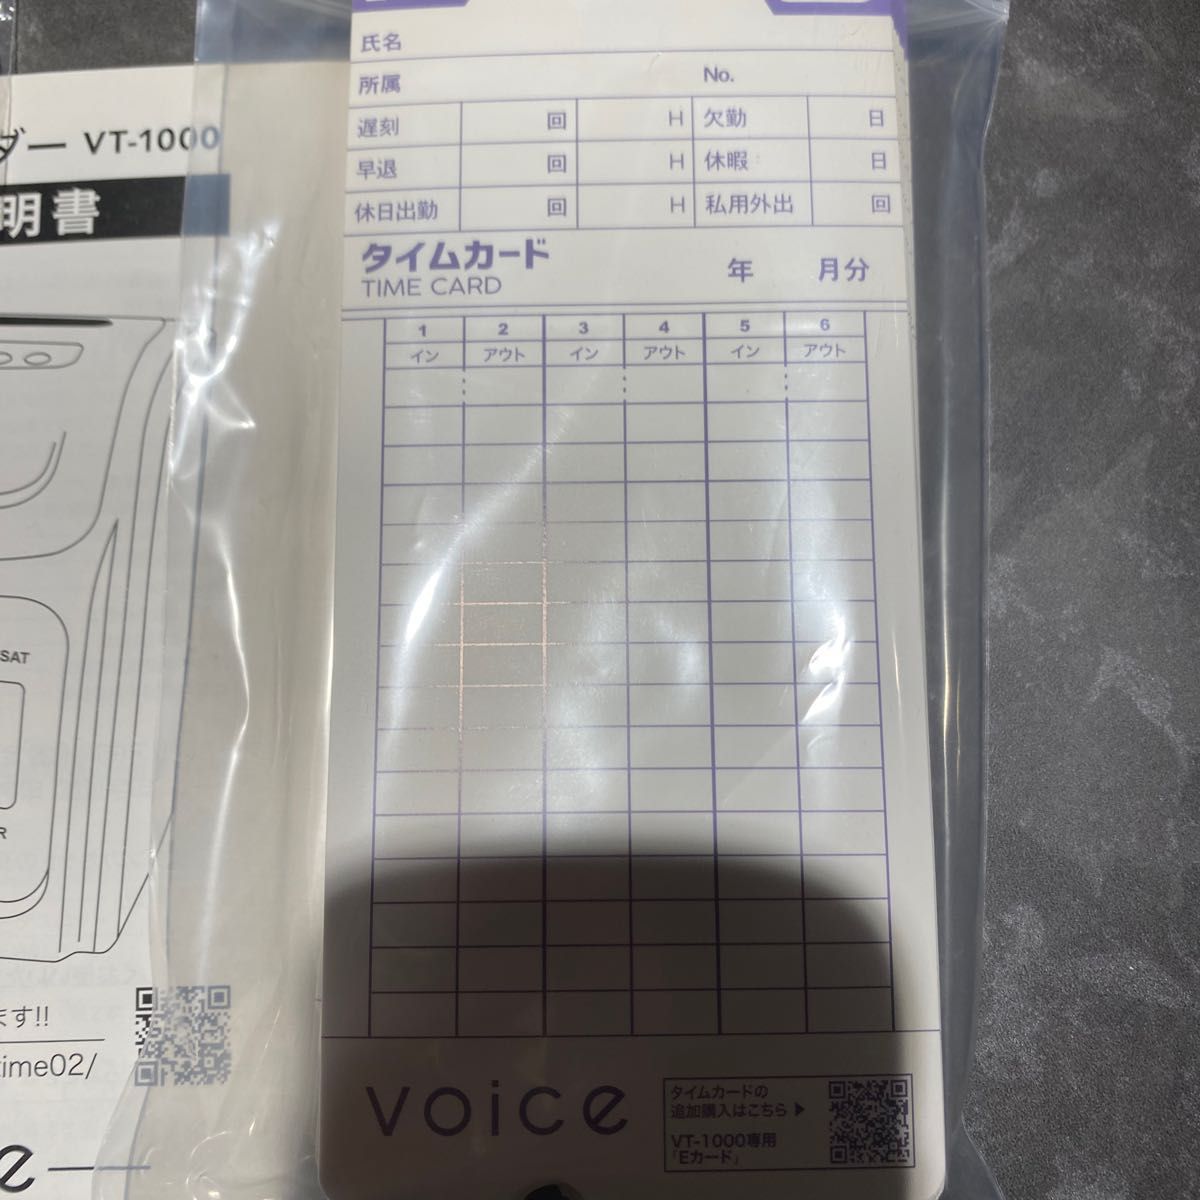 ダー VT-1000
明書
SAT
R
ます!!
time02/
e
氏名
所属 No.
遅刻 回 H 欠勤 日
早退 回 H 休暇 日
休日出勤 回 H 私用外出 回
タイムカード 年 月分
TIME CARD
1 2 3 4 5 6
イン アウト イン アウト イン アウト
voice
タイムカードの
追加購入はこちら ▶
VT-1000専用
「Eカード」